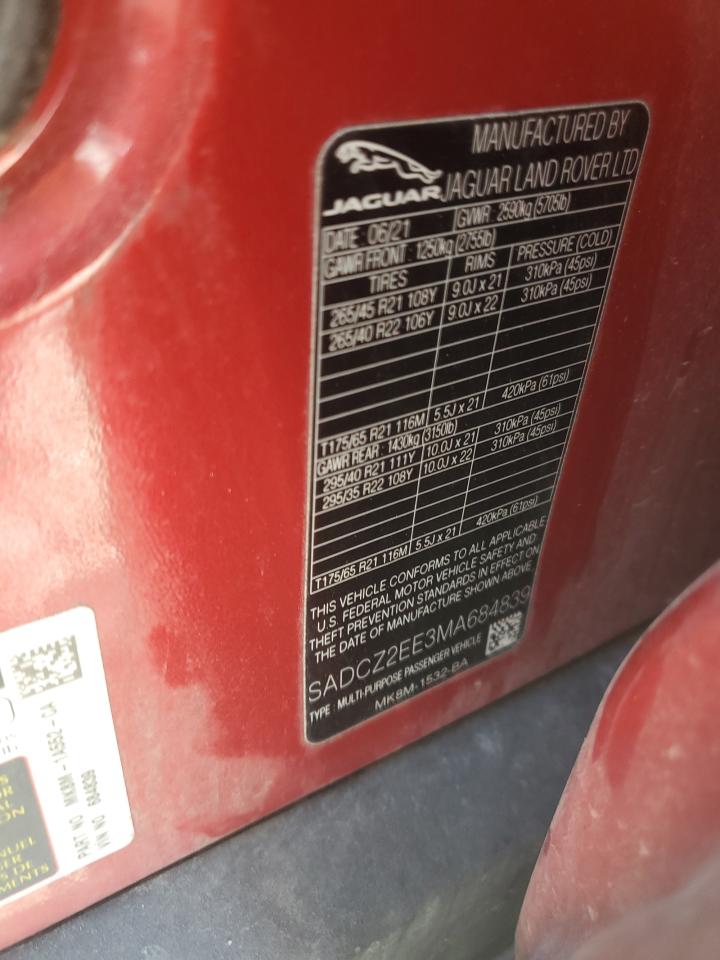 MANUFACTURED BY
JAGUAR JAGUAR LAND ROVER LTD
DATE : 06/21 GVWR : 2590kg (5705lb)
GAWR FRONT : 1250kg (2755lb)
TIRES RIMS PRESSURE (COLD)
265/45 R21 108Y 9.0J x 21 310kPa (45psi)
265/40 R22 106Y 9.0J x 22 310kPa (45psi)
T175/65 R21 116M 5.5J x 21 420kPa (61psi)
GAWR REAR : 1430kg (3150lb)
295/40 R21 111Y 10.0J x 21 310kPa (45psi)
295/35 R22 108Y 10.0J x 22 310kPa (45psi)
T175/65 R21 116M 5.5J x 21 420kPa (61psi)
THIS VEHICLE CONFORMS TO ALL APPLICABLE
U.S. FEDERAL MOTOR VEHICLE SAFETY AND
THEFT PREVENTION STANDARDS IN EFFECT ON
THE DATE OF MANUFACTURE SHOWN ABOVE
SADCZ2EE3MA684839
TYPE : MULTI-PURPOSE PASSENGER VEHICLE
MK8M-1532-BA
PART NO MK8M-14552-CA
VIN NO 684839